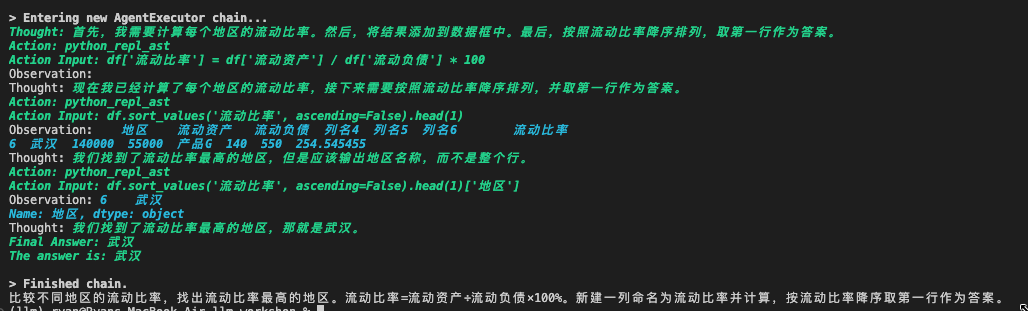 > Entering new AgentExecutor chain...
Thought: 首先，我需要计算每个地区的流动比率。然后，将结果添加到数据框中。最后，按照流动比率降序排列，取第一行作为答案。
Action: python_repl_ast
Action Input: df['流动比率'] = df['流动资产'] / df['流动负债'] * 100
Observation:
Thought: 现在我已经计算了每个地区的流动比率，接下来需要按照流动比率降序排列，并取第一行作为答案。
Action: python_repl_ast
Action Input: df.sort_values('流动比率', ascending=False).head(1)
Observation: 地区 流动资产 流动负债 列名4 列名5 列名6 流动比率
6 武汉 140000 55000 产品G 140 550 254.545455
Thought: 我们找到了流动比率最高的地区，但是应该输出地区名称，而不是整个行。
Action: python_repl_ast
Action Input: df.sort_values('流动比率', ascending=False).head(1)['地区']
Observation: 6 武汉
Name: 地区, dtype: object
Thought: 我们找到了流动比率最高的地区，那就是武汉。
Final Answer: 武汉
The answer is: 武汉
> Finished chain.
比较不同地区的流动比率，找出流动比率最高的地区。流动比率=流动资产÷流动负债×100%。新建一列命名为流动比率并计算，按流动比率降序取第一行作为答案。
(llm) ryan@Ryans-MacBook-Air llm-workshop %